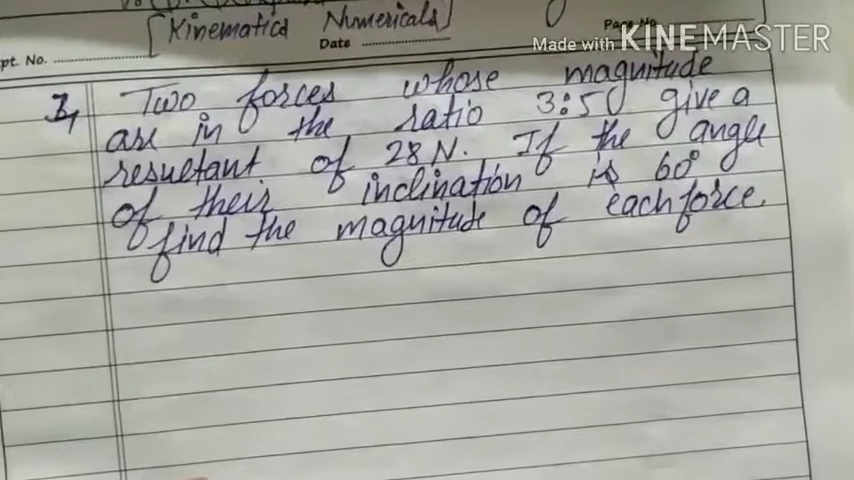 [Kinematics Numericals]
pt. No.
Date
Page No.
Made with KINEMASTER
Two forces whose magnitude
are in the ratio 3:5 give a
resultant of 28 N. If the angle
of their inclination is 60°
find the magnitude of each force.